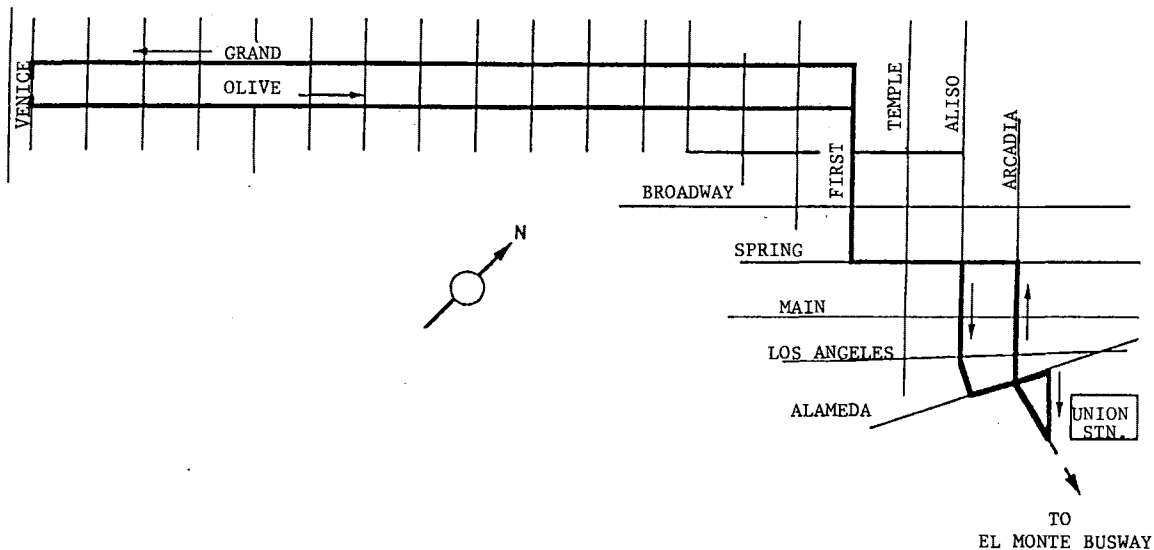 GRAND
OLIVE
VENICE
TEMPLE
ALISO
ARCADIA
FIRST
BROADWAY
N
SPRING
MAIN
LOS ANGELES
ALAMEDA
UNION
STN.
TO
EL MONTE BUSWAY